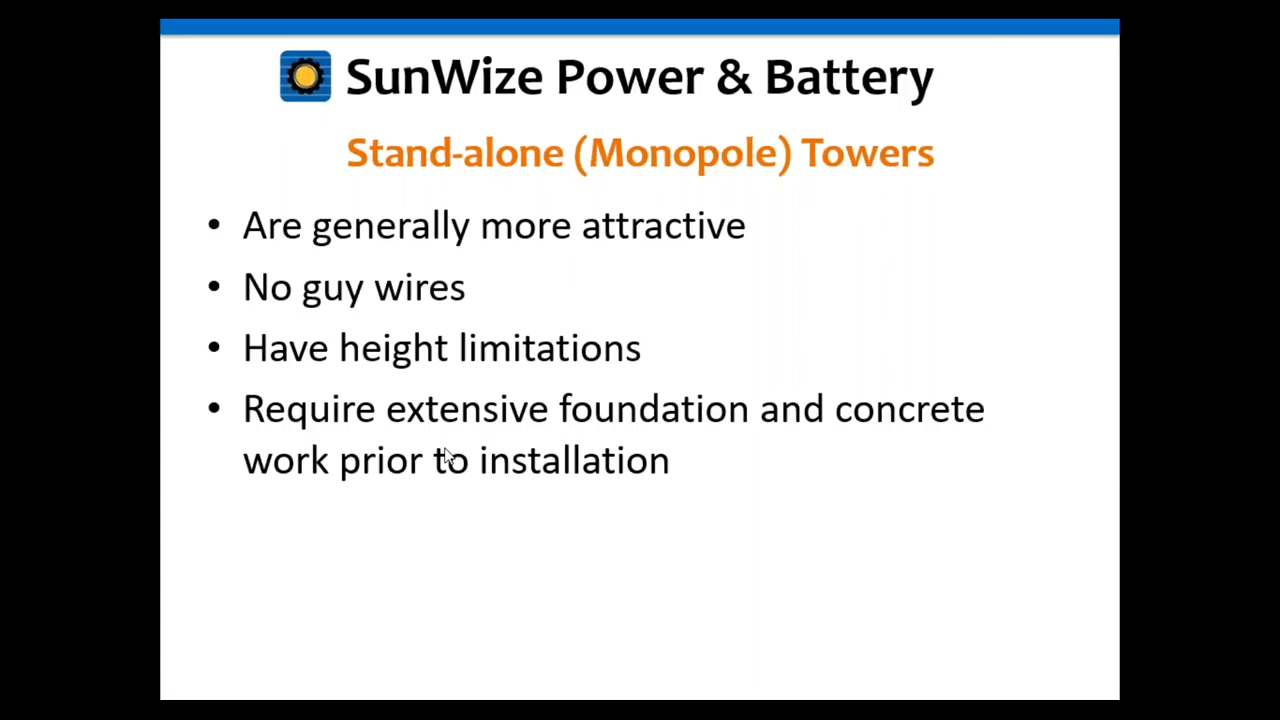 SunWize Power & Battery
Stand-alone (Monopole) Towers
• Are generally more attractive
• No guy wires
• Have height limitations
• Require extensive foundation and concrete
work prior to installation